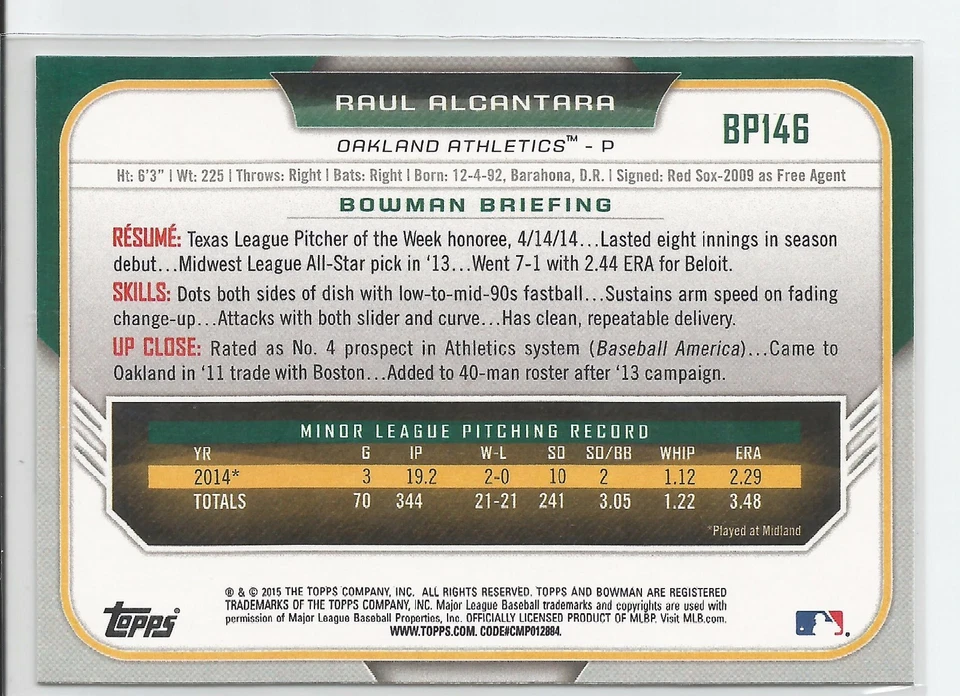 RAUL ALCANTARA
BP146
OAKLAND ATHLETICS™ - P
Ht: 6'3" | Wt: 225 | Throws: Right | Bats: Right | Born: 12-4-92, Barahona, D.R. | Signed: Red Sox-2009 as Free Agent
BOWMAN BRIEFING
RÉSUMÉ: Texas League Pitcher of the Week honoree, 4/14/14...Lasted eight innings in season
debut...Midwest League All-Star pick in '13...Went 7-1 with 2.44 ERA for Beloit.
SKILLS: Dots both sides of dish with low-to-mid-90s fastball...Sustains arm speed on fading
change-up...Attacks with both slider and curve...Has clean, repeatable delivery.
UP CLOSE: Rated as No. 4 prospect in Athletics system (Baseball America)...Came to
Oakland in '11 trade with Boston...Added to 40-man roster after '13 campaign.
MINOR LEAGUE PITCHING RECORD
YR G IP W-L SO SO/BB WHIP ERA
2014* 3 19.2 2-0 10 2 1.12 2.29
TOTALS 70 344 21-21 241 3.05 1.22 3.48
*Played at Midland
® & © 2015 THE TOPPS COMPANY, INC. ALL RIGHTS RESERVED. TOPPS AND BOWMAN ARE REGISTERED
TRADEMARKS OF THE TOPPS COMPANY, INC. Major League Baseball trademarks and copyrights are used with
permission of Major League Baseball Properties, Inc. OFFICIALLY LICENSED PRODUCT OF MLBP. Visit MLB.com.
WWW.TOPPS.COM. CODE#CMP012884.
Topps®